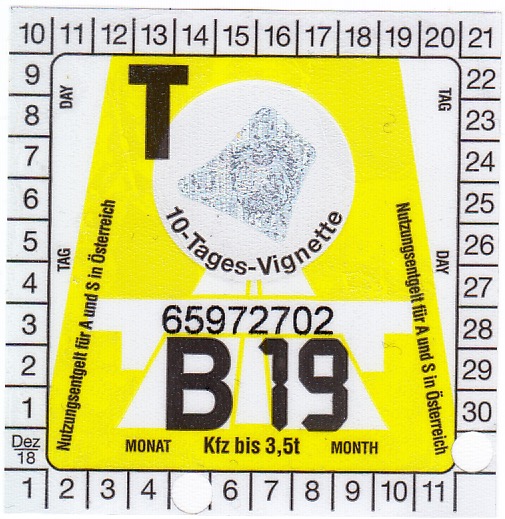 10 11 12 13 14 15 16 17 18 19 20 21
9 22
8 23
7 24
6 25
5 26
4 27
3 28
2 29
1 30
Dez
18
1 2 3 4 6 7 8 9 10 11
DAY
TAG
TAG
DAY
T
10-Tages-Vignette
Nutzungsentgelt für A und S in Österreich
Nutzungsentgelt für A und S in Österreich
65972702
B 19
MONAT Kfz bis 3,5t MONTH